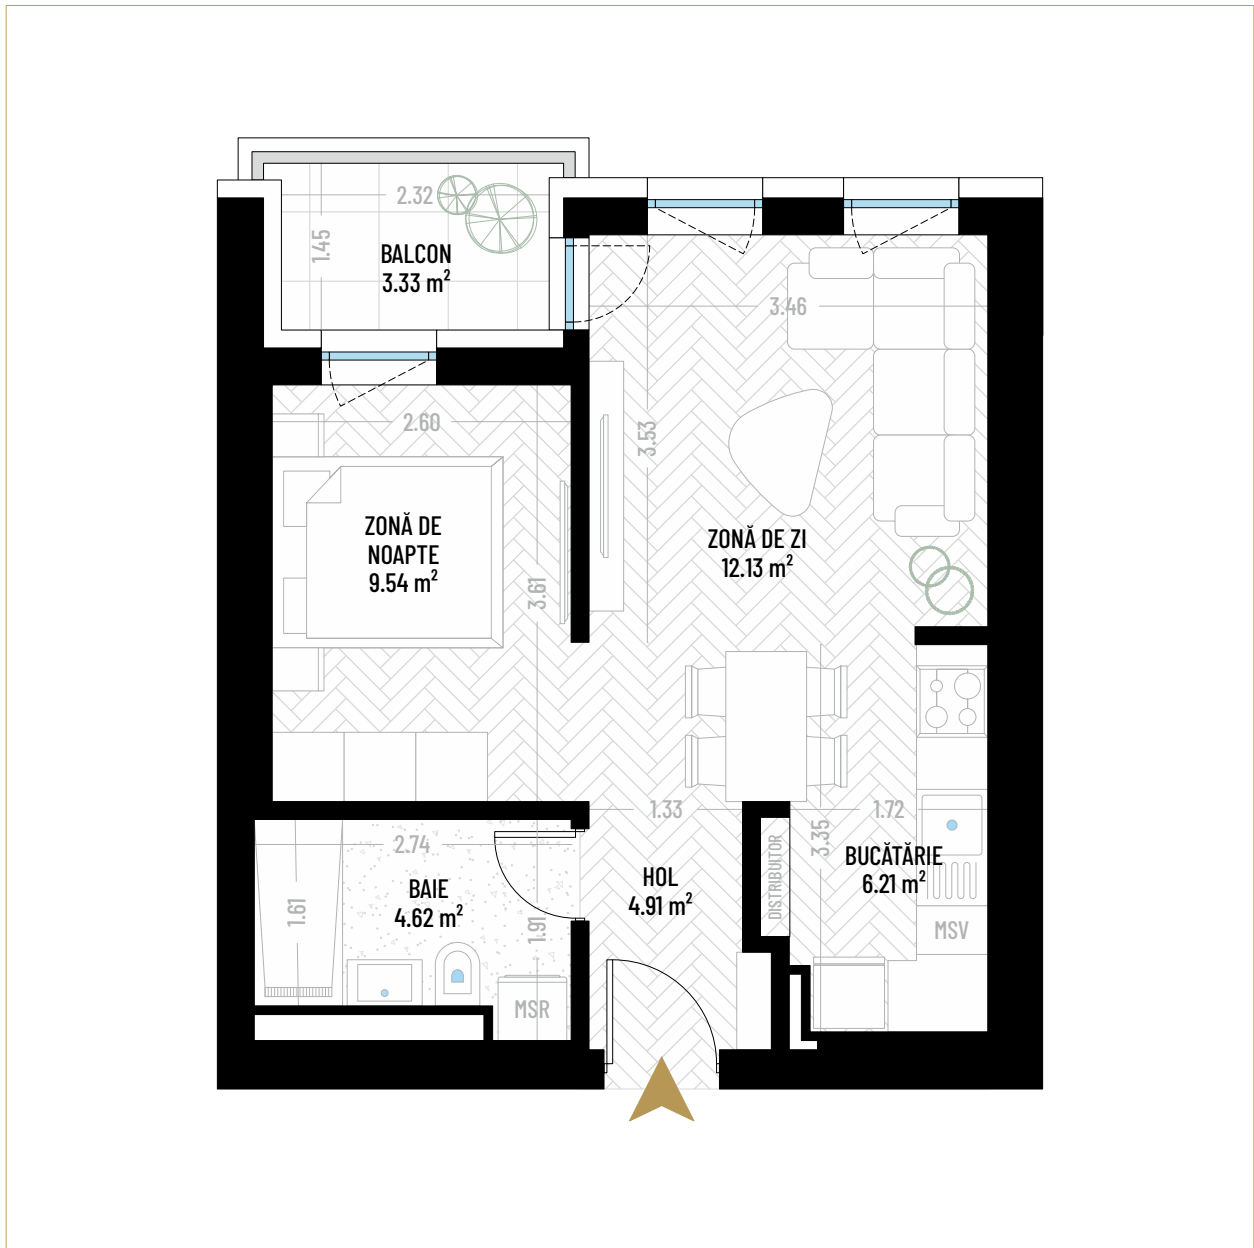 2.32
1.45
BALCON
3.33 m²
3.46
2.60
3.53
ZONĂ DE
NOAPTE
9.54 m²
3.61
ZONĂ DE ZI
12.13 m²
1.33
1.72
3.35
2.74
BAIE
4.62 m²
1.61
1.91
MSR
HOL
4.91 m²
DISTRIBUITOR
BUCĂTĂRIE
6.21 m²
MSV